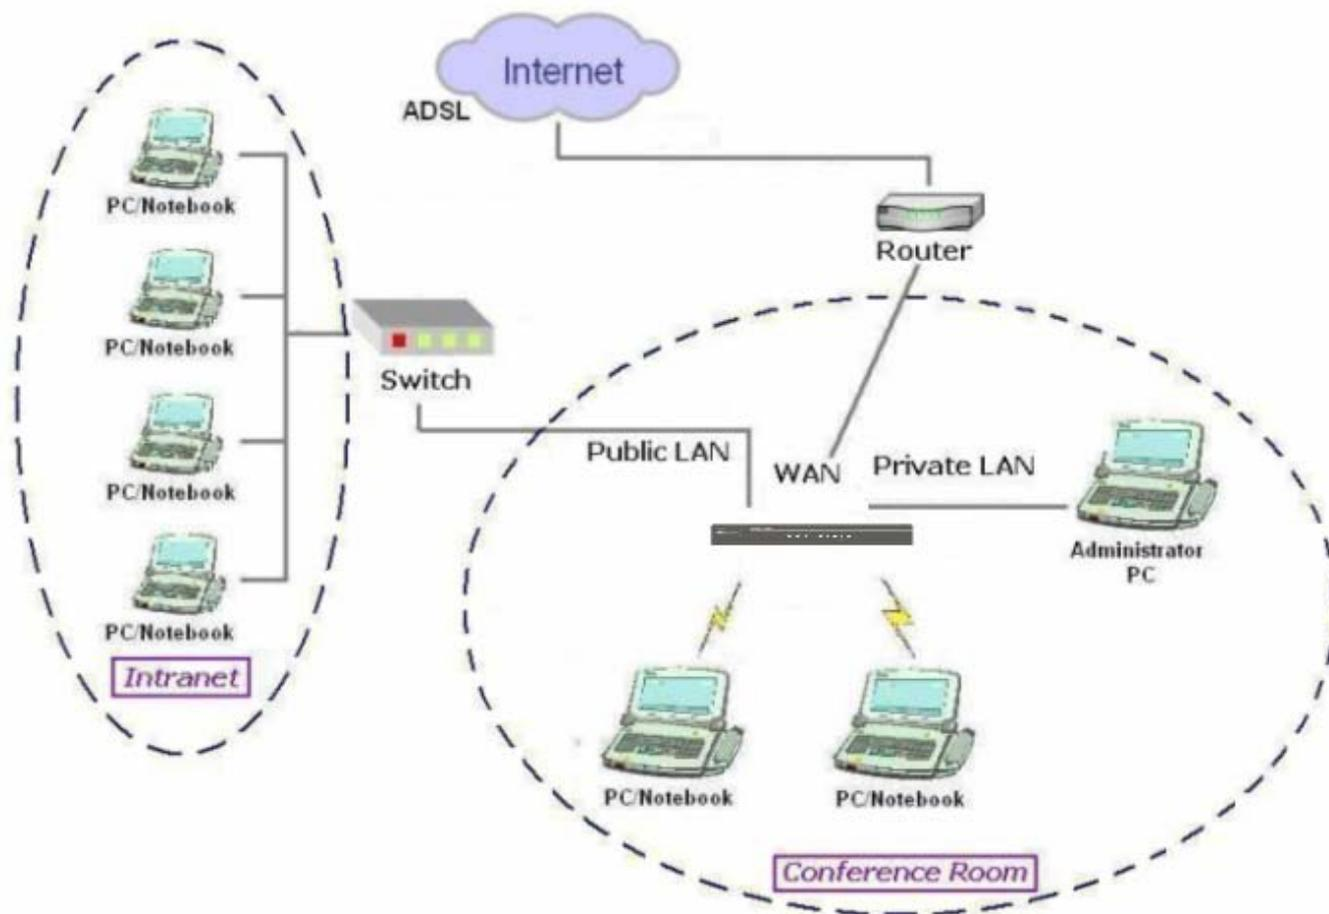 Internet
ADSL
PC/Notebook
Router
PC/Notebook
Switch
Public LAN
WAN
Private LAN
PC/Notebook
Administrator
PC
PC/Notebook
Intranet
PC/Notebook
PC/Notebook
Conference Room